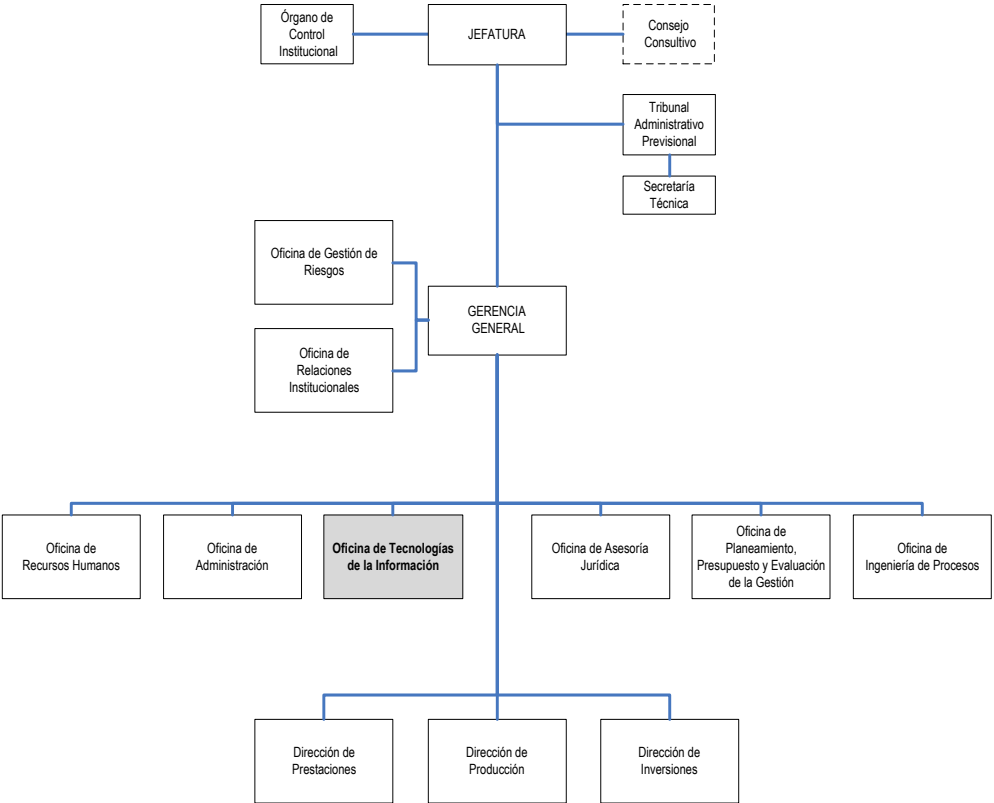 Órgano de
Control
Institucional
JEFATURA
Consejo
Consultivo
Tribunal
Administrativo
Previsional
Secretaría
Técnica
Oficina de Gestión de
Riesgos
GERENCIA
GENERAL
Oficina de
Relaciones
Institucionales
Oficina de
Recursos Humanos
Oficina de
Administración
Oficina de Tecnologías
de la Información
Oficina de Asesoría
Jurídica
Oficina de
Planeamiento,
Presupuesto y Evaluación
de la Gestión
Oficina de
Ingeniería de Procesos
Dirección de
Prestaciones
Dirección de
Producción
Dirección de
Inversiones